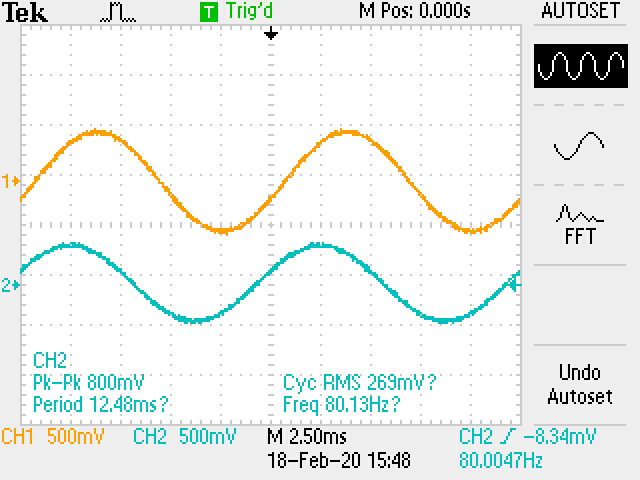 Tek T Trig'd M Pos: 0.000s AUTOSET
1
FFT
2
CH2
Pk-Pk 800mV Cyc RMS 269mV?
Period 12.48ms? Freq 80.13Hz?
Undo
Autoset
CH1 500mV CH2 500mV M 2.50ms CH2 -8.34mV
18-Feb-20 15:48 80.0047Hz